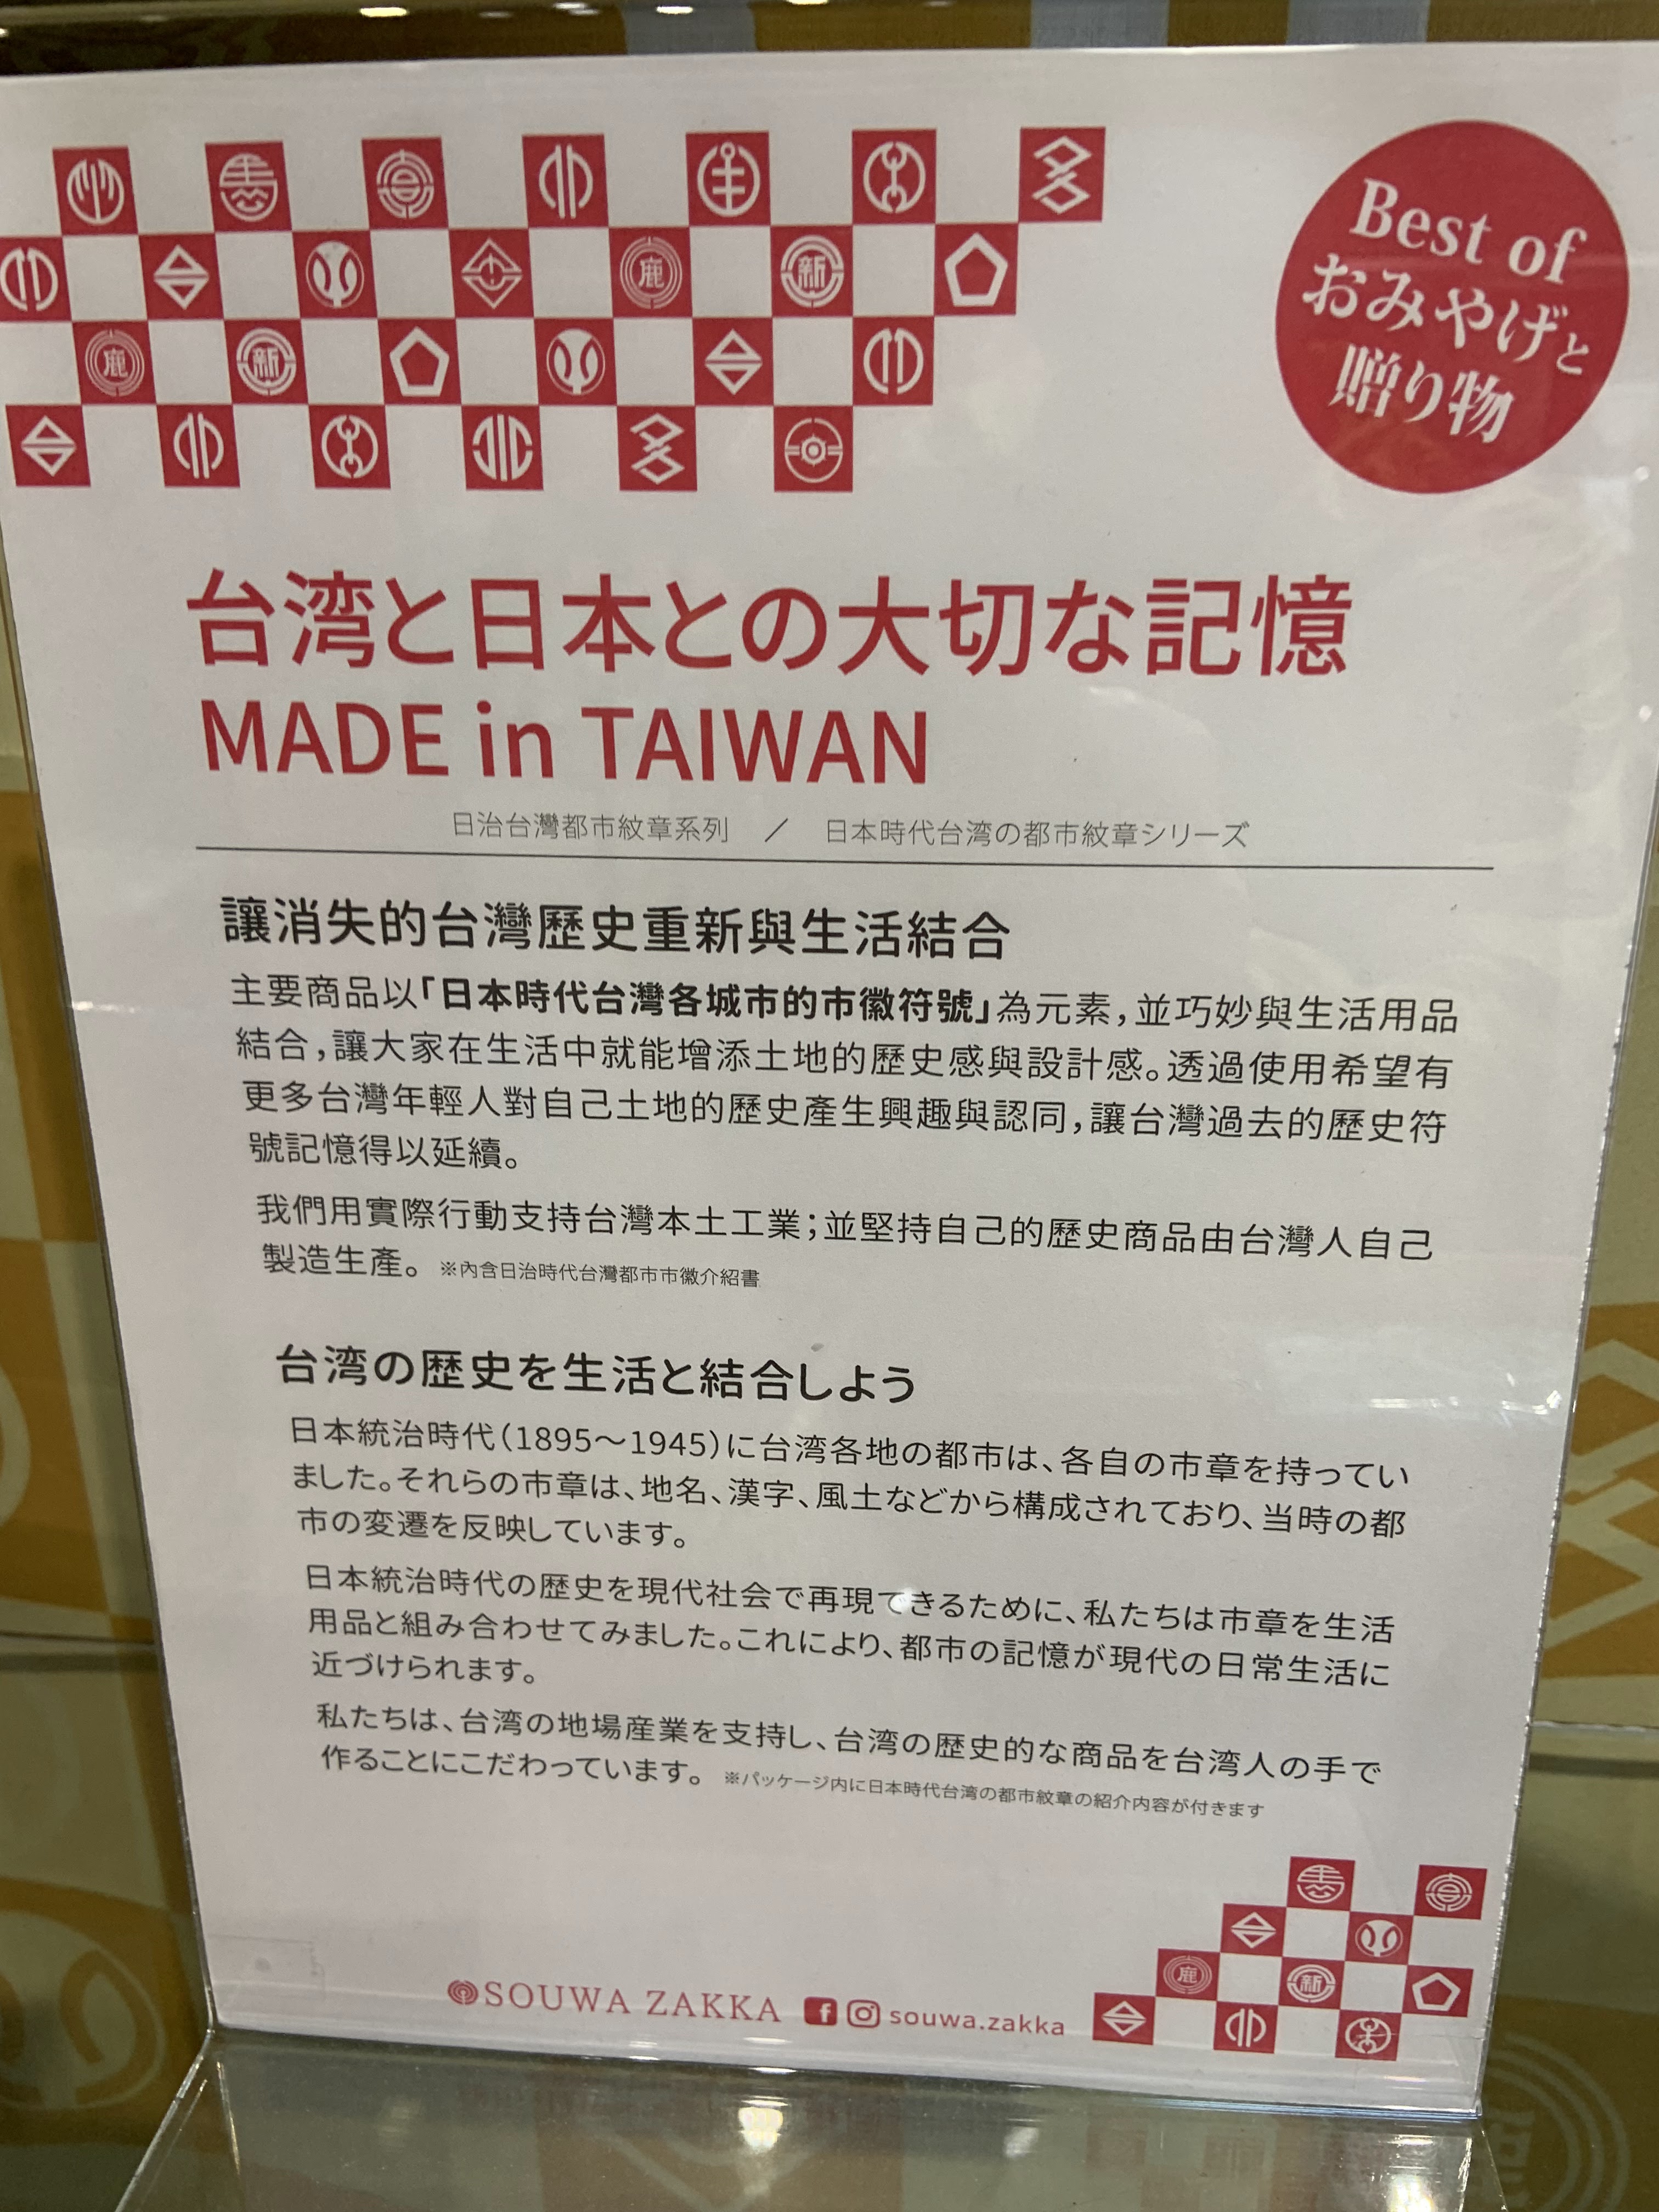 Best of
おみやげと
贈り物
台湾と日本との大切な記憶
MADE in TAIWAN
日治台灣都市紋章系列 / 日本時代台湾の都市紋章シリーズ
讓消失的台灣歷史重新與生活結合
主要商品以「日本時代台灣各城市的市徽符號」為元素，並巧妙與生活用品
結合，讓大家在生活中就能增添土地的歷史感與設計感。透過使用希望有
更多台灣年輕人對自己土地的歷史產生興趣與認同，讓台灣過去的歷史符
號記憶得以延續。
我們用實際行動支持台灣本土工業；並堅持自己的歷史商品由台灣人自己
製造生產。 ※內含日治時代台灣都市市徽介紹書
台湾の歴史を生活と結合しよう
日本統治時代（1895～1945）に台湾各地の都市は、各自の市章を持ってい
ました。それらの市章は、地名、漢字、風土などから構成されており、当時の都
市の変遷を反映しています。
日本統治時代の歴史を現代社会で再現できるために、私たちは市章を生活
用品と組み合わせてみました。これにより、都市の記憶が現代の日常生活に
近づけられます。
私たちは、台湾の地場産業を支持し、台湾の歴史的な商品を台湾人の手で
作ることにこだわっています。 ※パッケージ内に日本時代台湾の都市紋章の紹介内容が付きます
SOUWA ZAKKA souwa.zakka